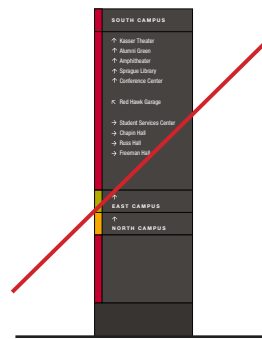 SOUTH CAMPUS
↑ Kasser Theater
↑ Alumni Green
↑ Amphitheater
↑ Sprague Library
↑ Conference Center
↖ Red Hawk Garage
→ Student Services Center
→ Chapin Hall
→ Russ Hall
→ Freeman Hall
↑
EAST CAMPUS
↑
NORTH CAMPUS